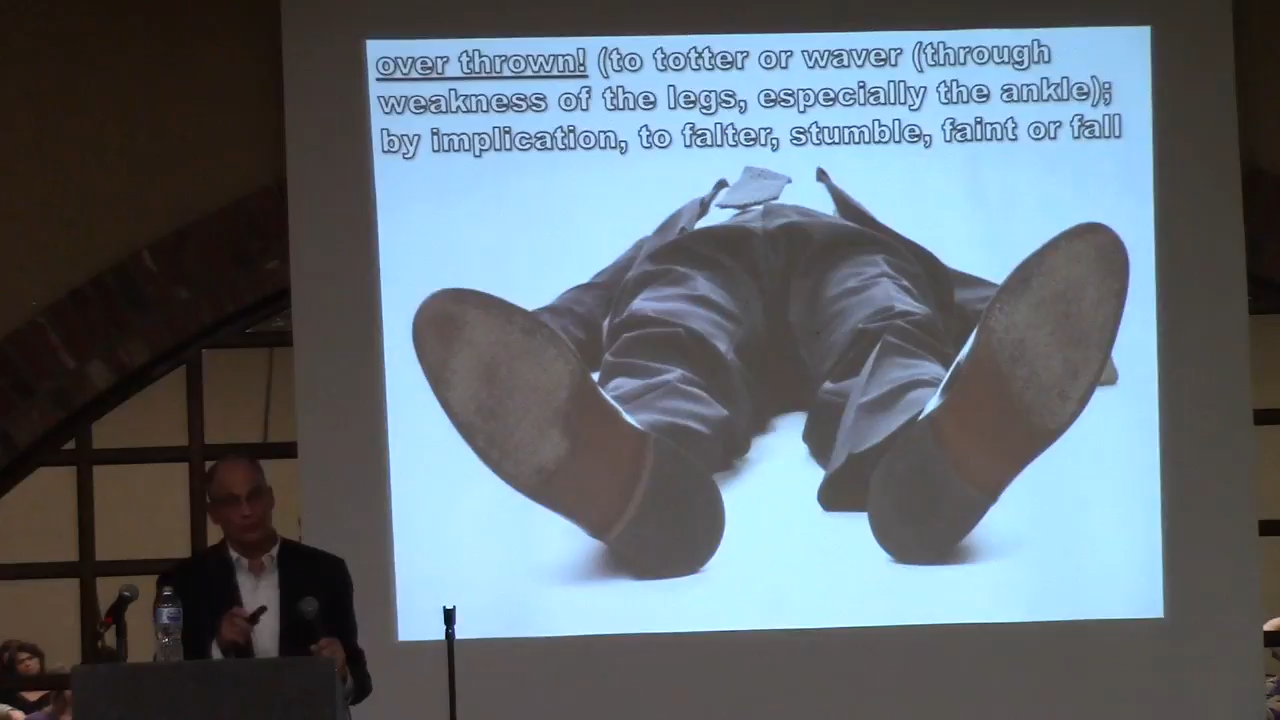 over thrown! (to totter or waver (through
weakness of the legs, especially the ankle);
by implication, to falter, stumble, faint or fall